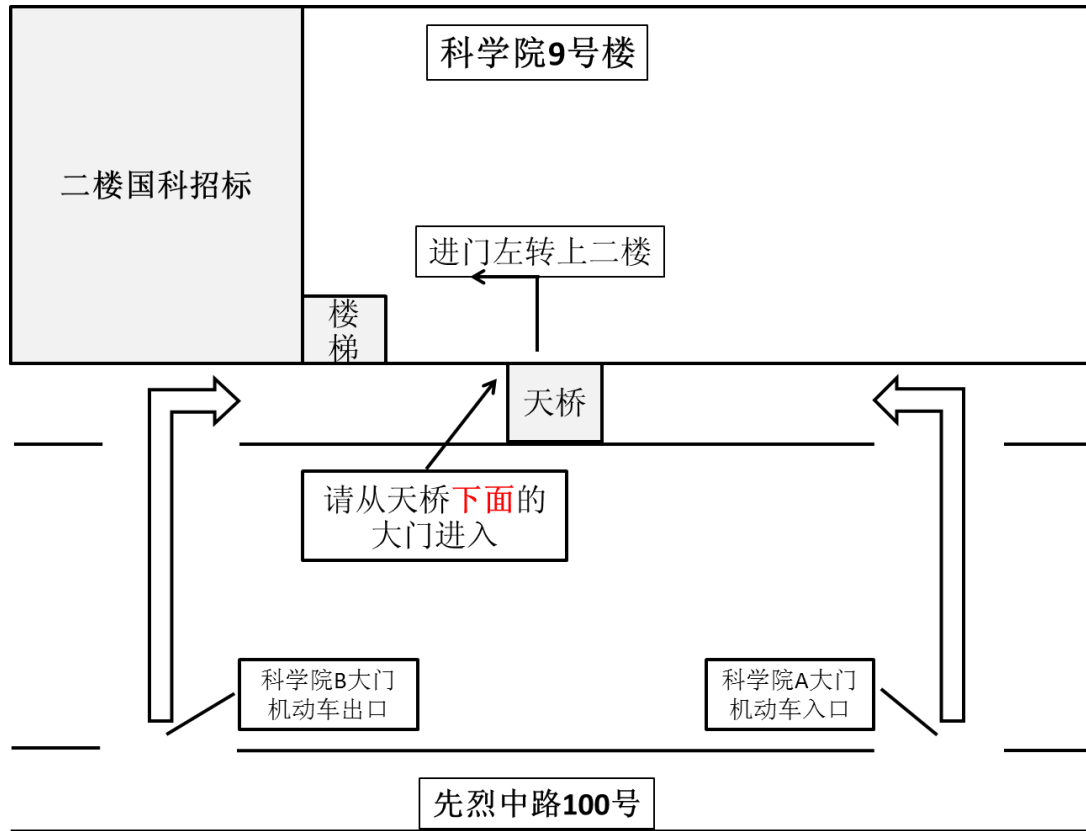 科学院9号楼
二楼国科招标
进门左转上二楼
楼
梯
天桥
请从天桥下面的
大门进入
科学院B大门
机动车出口
科学院A大门
机动车入口
先烈中路100号